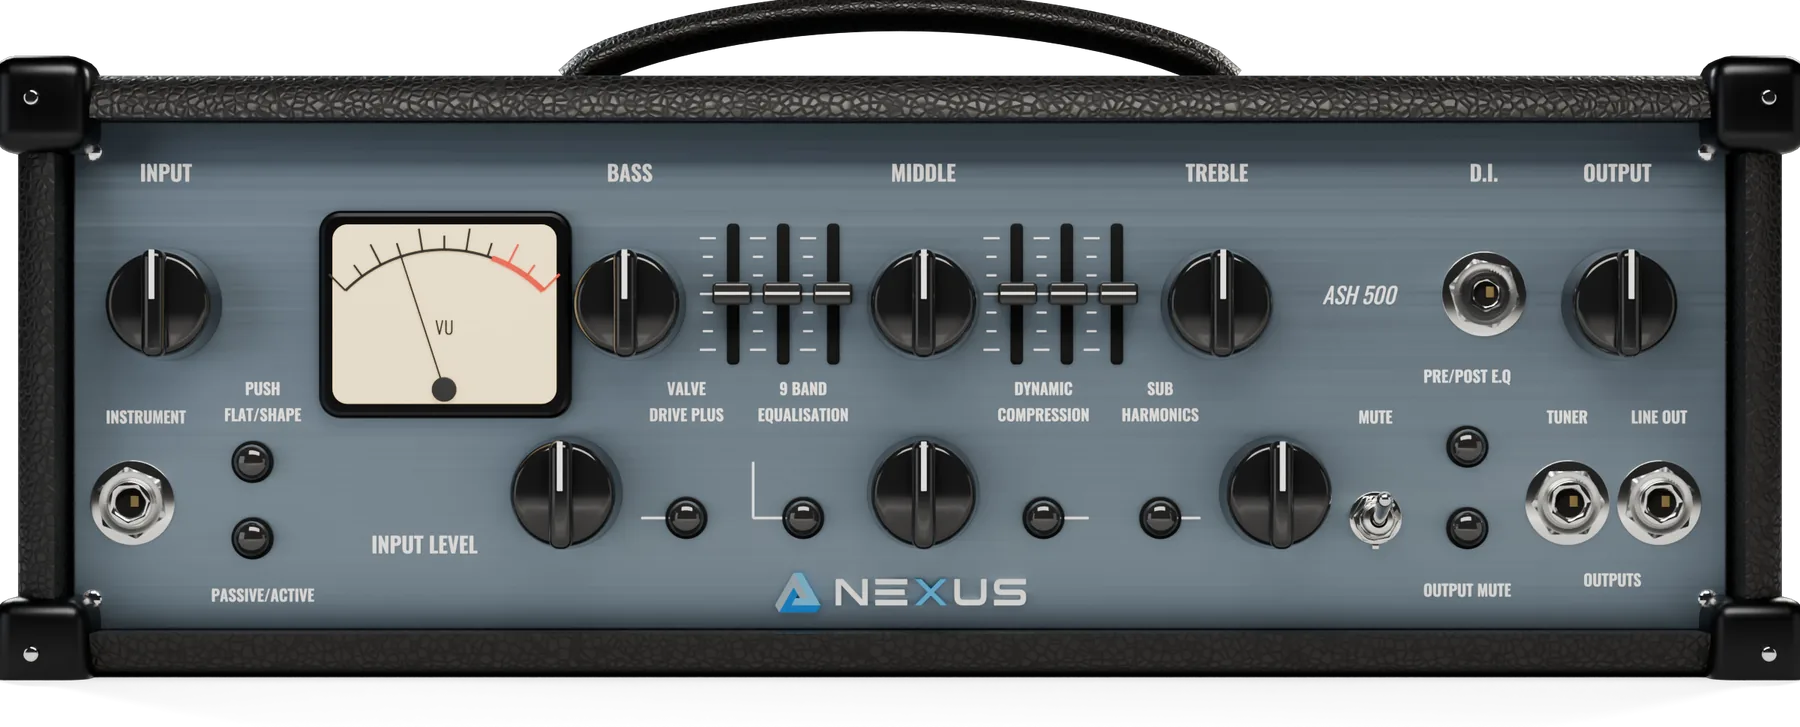 INPUT
BASS
MIDDLE
TREBLE
D.I.
OUTPUT
VU
ASH 500
PUSH
FLAT/SHAPE
INSTRUMENT
VALVE
DRIVE PLUS
9 BAND
EQUALISATION
DYNAMIC
COMPRESSION
SUB
HARMONICS
PRE/POST E.Q
MUTE
TUNER
LINE OUT
INPUT LEVEL
PASSIVE/ACTIVE
NEXUS
OUTPUT MUTE
OUTPUTS